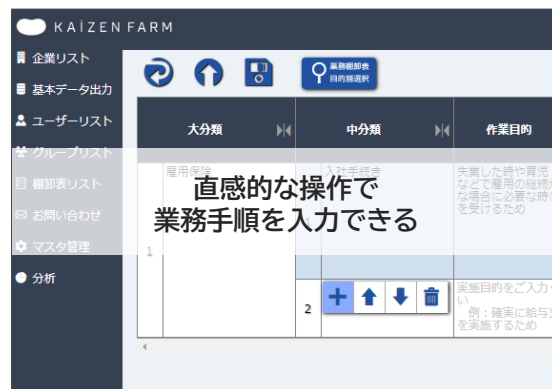 KAIZEN FARM
企業リスト
基本データ出力
ユーザーリスト
グループリスト
棚卸表リスト
お問い合わせ
マスタ管理
分析
業務棚卸表
目的別選択
大分類
中分類
作業目的
雇用保険
入社手続き
失業した時や育児
などで雇用の継続が
な場合に必要な時に
を受けるため
直感的な操作で
業務手順を入力できる
1
2
実施目的をご入力く
い
例：確実に給与支
を実施するため